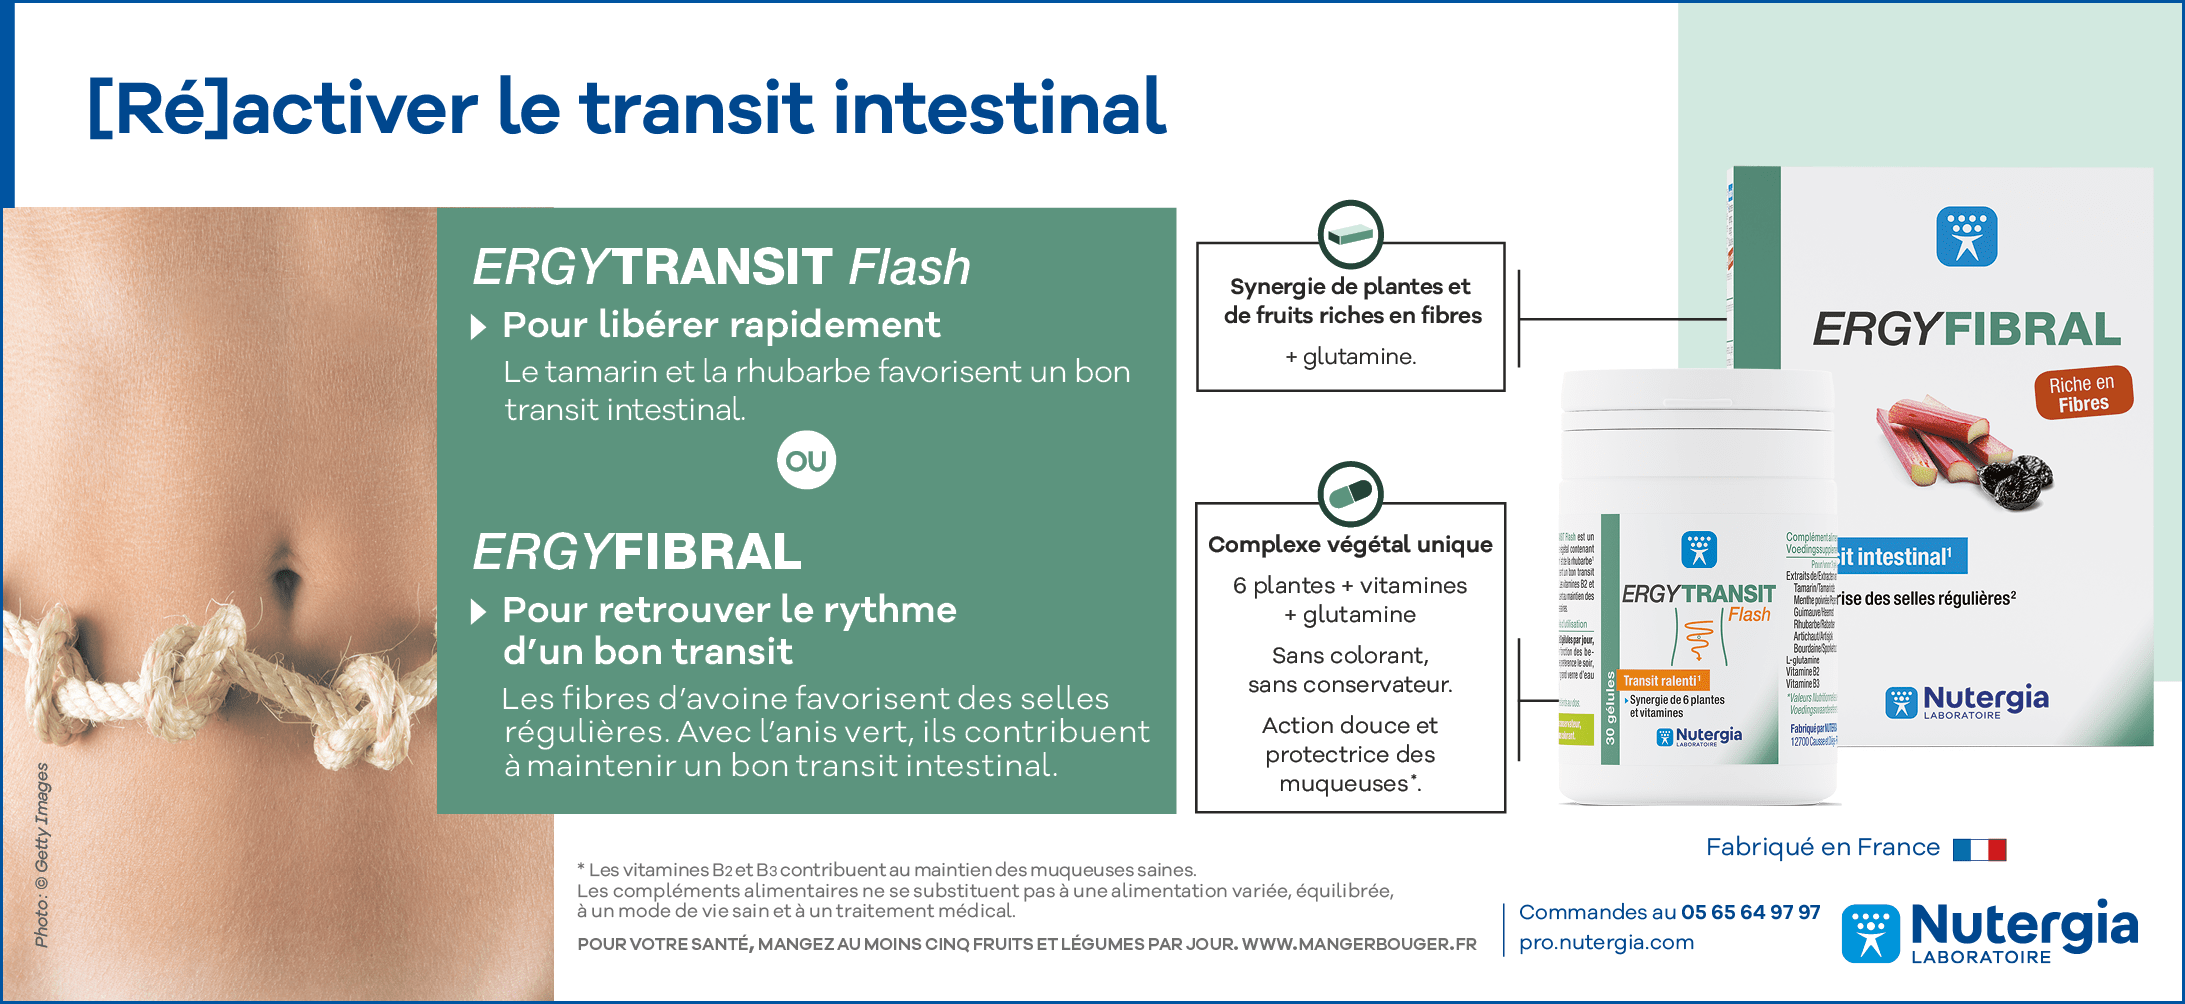 [Ré]activer le transit intestinal
ERGYTRANSIT Flash
Pour libérer rapidement
Le tamarin et la rhubarbe favorisent un bon
transit intestinal.
OU
ERGYFIBRAL
Pour retrouver le rythme
d'un bon transit
Les fibres d'avoine favorisent des selles
régulières. Avec l'anis vert, ils contribuent
à maintenir un bon transit intestinal.
Synergie de plantes et
de fruits riches en fibres
+ glutamine.
Complexe végétal unique
6 plantes + vitamines
+ glutamine
Sans colorant,
sans conservateur.
Action douce et
protectrice des
muqueuses*.
ERGYFIBRAL
Riche en
Fibres
intestinal¹
des selles régulières²
Nutergia
LABORATOIRE
ERGYTRANSIT
Flash
Transit ralenti¹
Synergie de 6 plantes
et vitamines
Nutergia
LABORATOIRE
30 gélules
L-glutamine
Vitamine B2
Vitamine B3
Fabriqué en France
* Les vitamines B2 et B3 contribuent au maintien des muqueuses saines.
Les compléments alimentaires ne se substituent pas à une alimentation variée, équilibrée,
à un mode de vie sain et à un traitement médical.
POUR VOTRE SANTÉ, MANGEZ AU MOINS CINQ FRUITS ET LÉGUMES PAR JOUR. WWW.MANGERBOUGER.FR
Commandes au 05 65 64 97 97
pro.nutergia.com
Nutergia
LABORATOIRE
Photo : © Getty Images